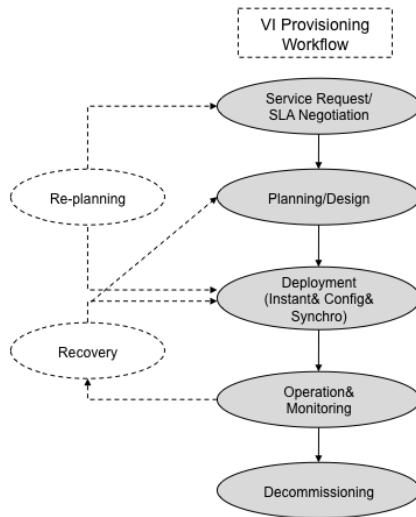 VI Provisioning
Workflow
Service Request/
SLA Negotiation
Re-planning
Planning/Design
Deployment
(Instant& Config&
Synchro)
Recovery
Operation&
Monitoring
Decommissioning